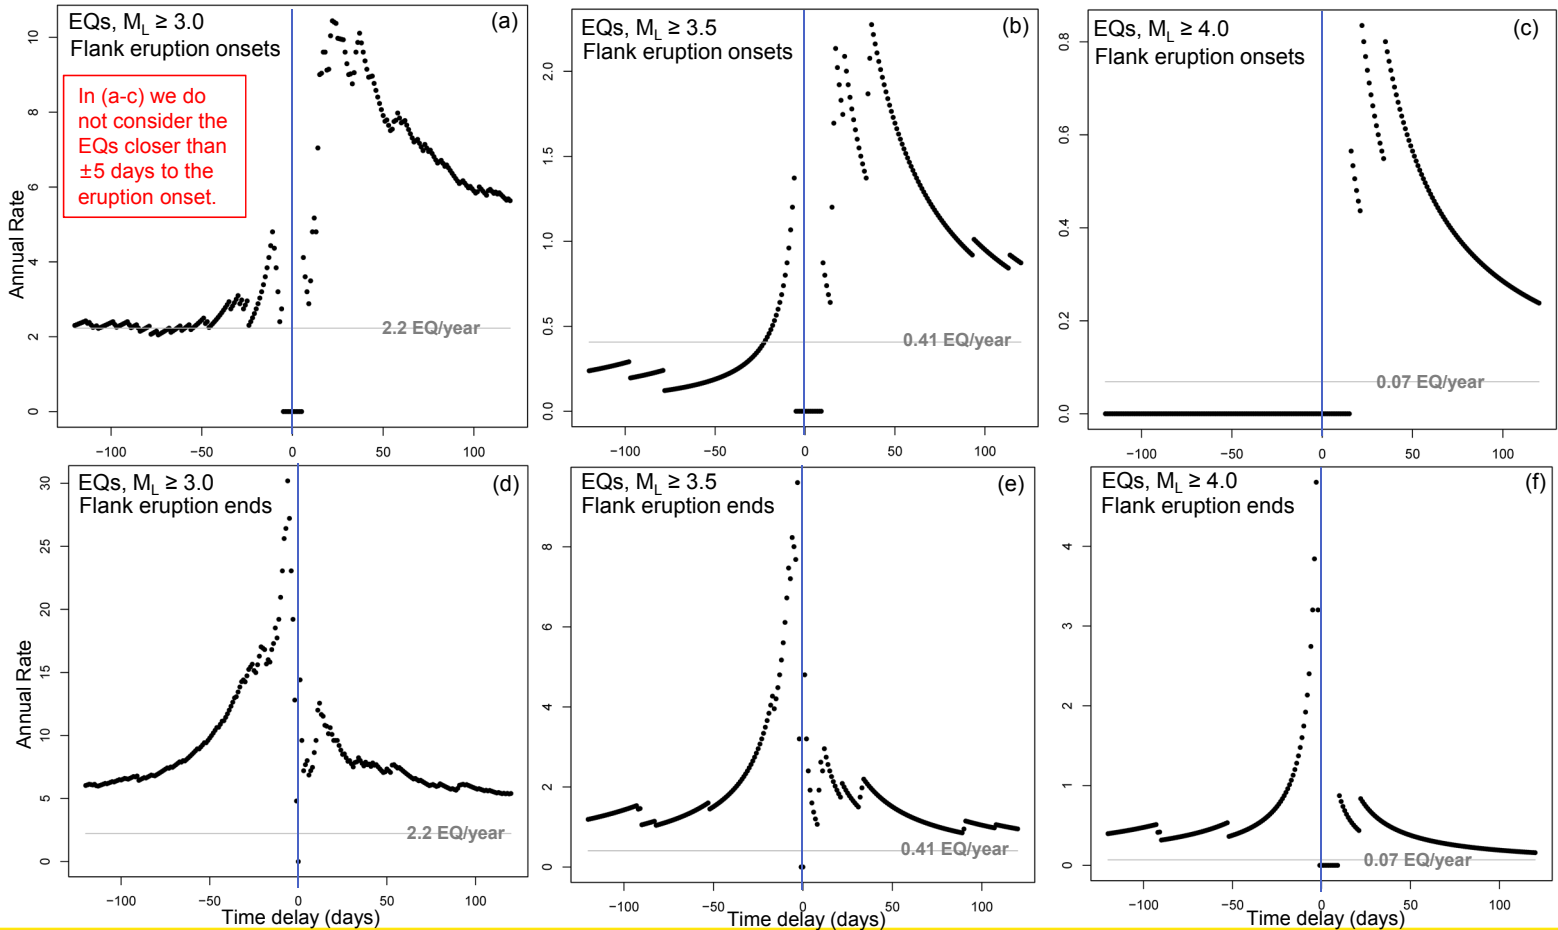 EQs, M_L ≥ 3.0
Flank eruption onsets
(a)
In (a-c) we do
not consider the
EQs closer than
±5 days to the
eruption onset.
2.2 EQ/year
Annual Rate
0 2 4 6 8 10
−100 −50 0 50 100
EQs, M_L ≥ 3.5
Flank eruption onsets
(b)
0.41 EQ/year
0.0 0.5 1.0 1.5 2.0
−100 −50 0 50 100
EQs, M_L ≥ 4.0
Flank eruption onsets
(c)
0.07 EQ/year
0.0 0.2 0.4 0.6 0.8
−100 −50 0 50 100
EQs, M_L ≥ 3.0
Flank eruption ends
(d)
2.2 EQ/year
Annual Rate
0 5 10 15 20 25 30
−100 −50 0 50 100
Time delay (days)
EQs, M_L ≥ 3.5
Flank eruption ends
(e)
0.41 EQ/year
0 2 4 6 8
−100 −50 0 50 100
Time delay (days)
EQs, M_L ≥ 4.0
Flank eruption ends
(f)
0.07 EQ/year
0 1 2 3 4
−100 −50 0 50 100
Time delay (days)